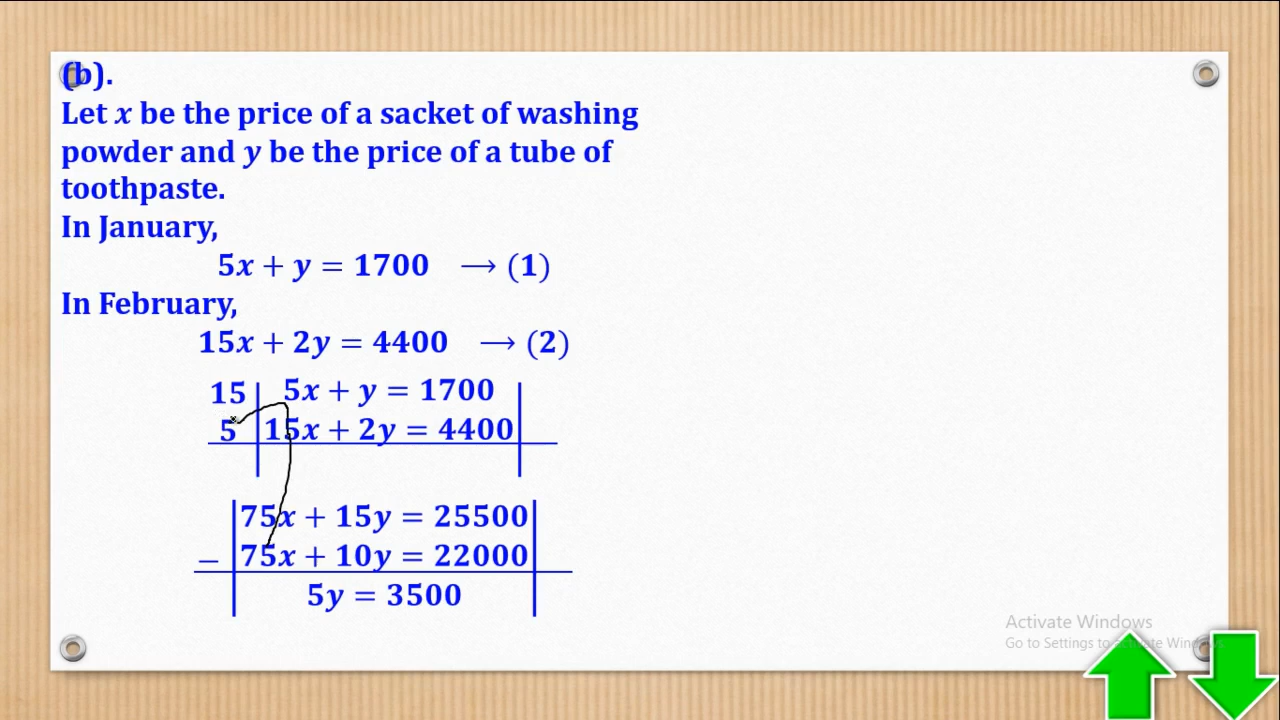 (b).
Let x be the price of a sacket of washing
powder and y be the price of a tube of
toothpaste.
In January,
5x + y = 1700 ⟶ (1)
In February,
15x + 2y = 4400 ⟶ (2)
15 | 5x + y = 1700 |
5 | 15x + 2y = 4400 |
| 75x + 15y = 25500 |
− | 75x + 10y = 22000 |
| 5y = 3500 |
Activate Windows
Go to Settings to activate Windows